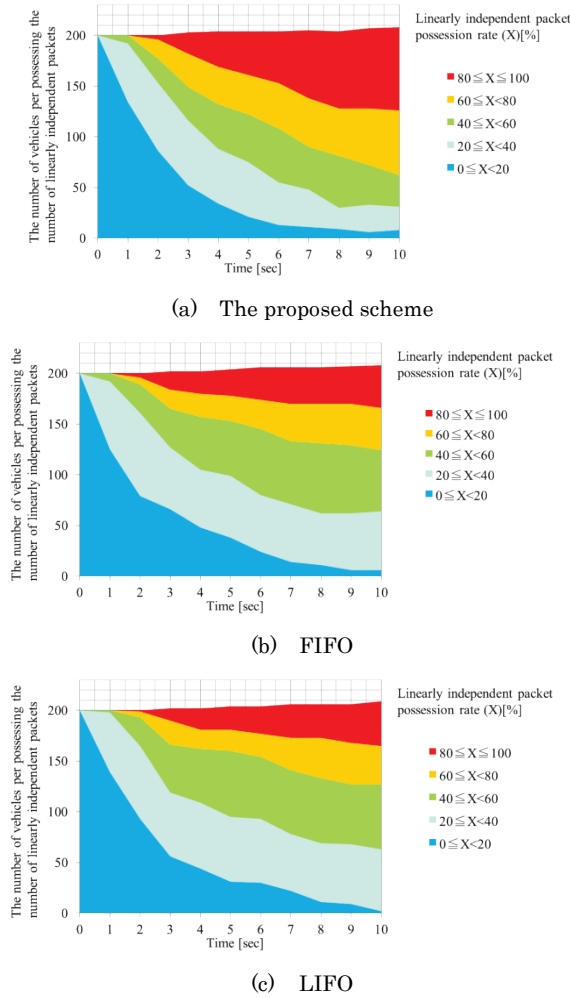 The number of vehicles per possessing the
number of linearly independent packets
200
150
100
50
0
0 1 2 3 4 5 6 7 8 9 10
Time [sec]
Linearly independent packet
possession rate (X)[%]
80≦X≦100
60≦X<80
40≦X<60
20≦X<40
0≦X<20
(a) The proposed scheme
The number of vehicles per possessing the
number of linearly independent packets
200
150
100
50
0
0 1 2 3 4 5 6 7 8 9 10
Time [sec]
Linearly independent packet
possession rate (X)[%]
80≦X≦100
60≦X<80
40≦X<60
20≦X<40
0≦X<20
(b) FIFO
The number of vehicles per possessing the
number of linearly independent packets
200
150
100
50
0
0 1 2 3 4 5 6 7 8 9 10
Time [sec]
Linearly independent packet
possession rate (X)[%]
80≦X≦100
60≦X<80
40≦X<60
20≦X<40
0≦X<20
(c) LIFO